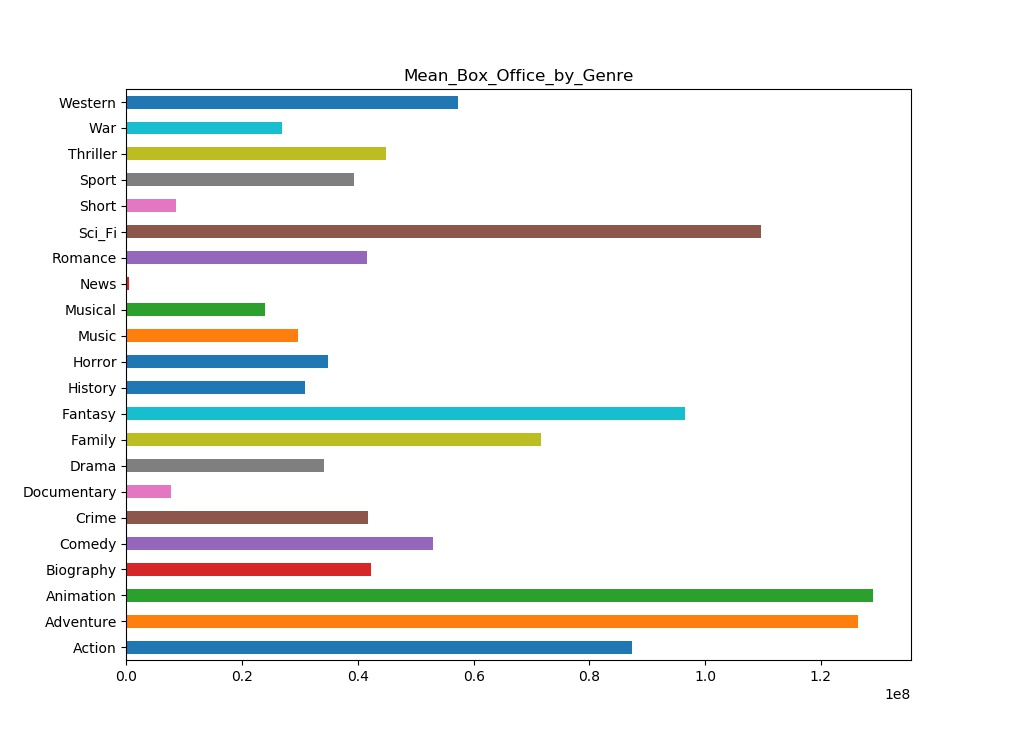 Mean_Box_Office_by_Genre
Western
War
Thriller
Sport
Short
Sci_Fi
Romance
News
Musical
Music
Horror
History
Fantasy
Family
Drama
Documentary
Crime
Comedy
Biography
Animation
Adventure
Action
0.0 0.2 0.4 0.6 0.8 1.0 1.2
1e8